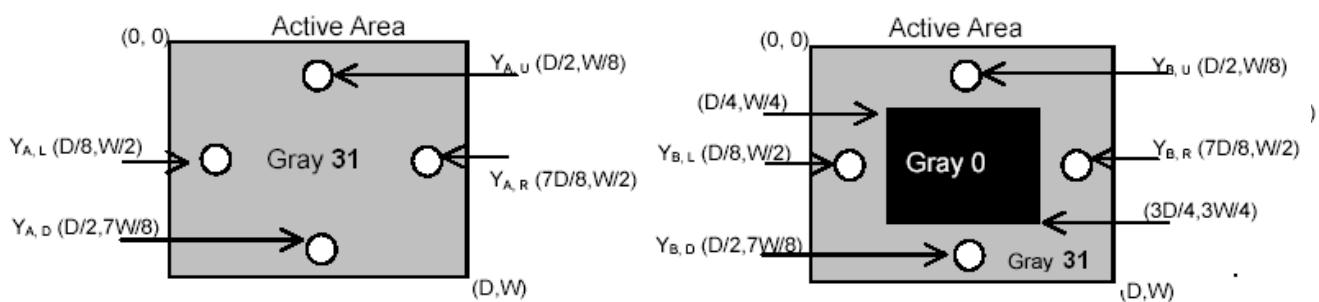 Active Area
(0, 0)
YA, U (D/2,W/8)
YA, L (D/8,W/2)
Gray 31
YA, R (7D/8,W/2)
YA, D (D/2,7W/8)
(D,W)
Active Area
(0, 0)
YB, U (D/2,W/8)
(D/4,W/4)
)
YB, L (D/8,W/2)
Gray 0
YB, R (7D/8,W/2)
(3D/4,3W/4)
YB, D (D/2,7W/8)
Gray 31
(D,W)